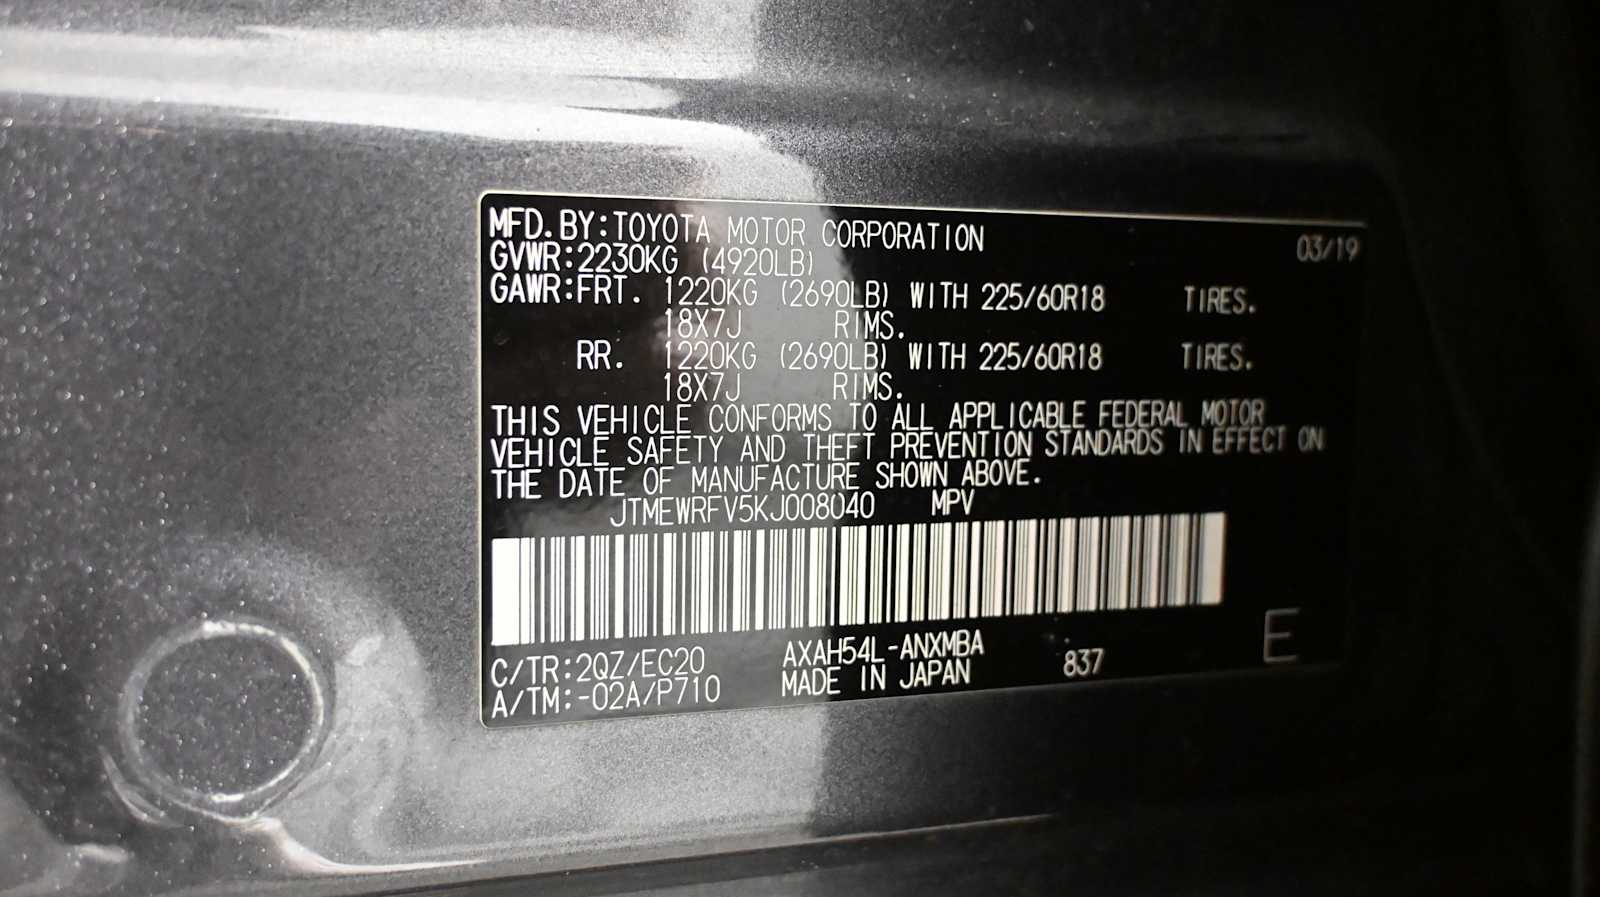 MFD.BY:TOYOTA MOTOR CORPORATION 03/19
GVWR:2230KG (4920LB)
GAWR:FRT. 1220KG (2690LB) WITH 225/60R18 TIRES.
18X7J RIMS.
RR. 1220KG (2690LB) WITH 225/60R18 TIRES.
18X7J RIMS.
THIS VEHICLE CONFORMS TO ALL APPLICABLE FEDERAL MOTOR
VEHICLE SAFETY AND THEFT PREVENTION STANDARDS IN EFFECT ON
THE DATE OF MANUFACTURE SHOWN ABOVE.
JTMEWRFV5KJ008040 MPV
C/TR:2QZ/EC20 AXAH54L-ANXMBA 837 E
A/TM:-02A/P710 MADE IN JAPAN